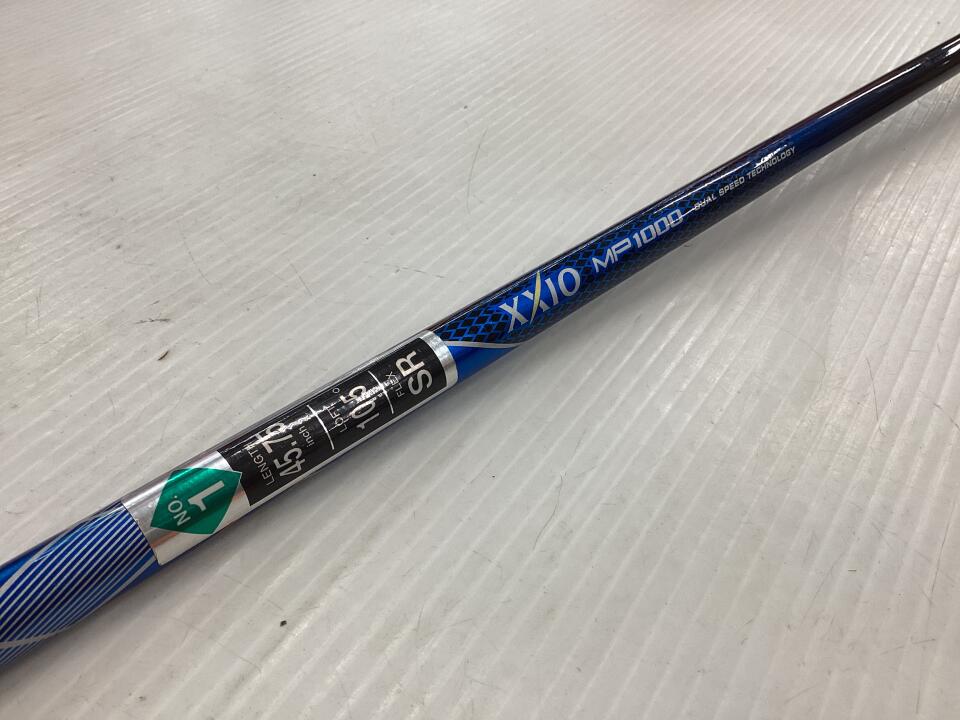 NO. 1
LENGTH
45.75 inch
LOFT
10.5°
FLEX
SR
XXIO MP1000 DUAL SPEED TECHNOLOGY